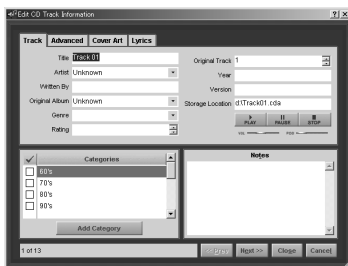 Edit CD Track Information
Track Advanced Cover Art Lyrics
Title Track 01
Artist Unknown
Written By
Original Album Unknown
Genre
Rating
Original Track 1
Year
Version
Storage Location d:\Track01.cda
PLAY PAUSE STOP
VOL POS
Categories
60's
70's
80's
90's
Add Category
Notes
1 of 13
<< Prev Next >> Close Cancel